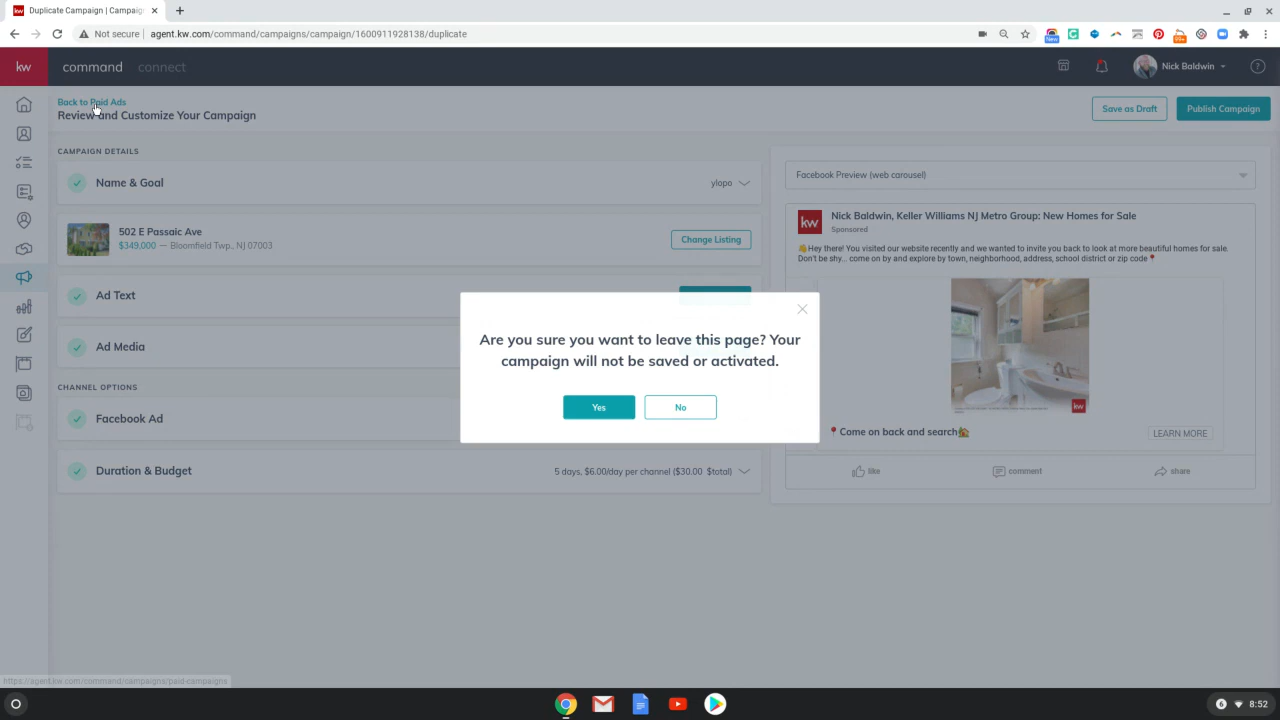 Duplicate Campaign | Campaig
Not secure
agent.kw.com/command/campaigns/campaign/1600911928138/duplicate
New
99+
kw
command
connect
Nick Baldwin
Back to Paid Ads
Review and Customize Your Campaign
Save as Draft
Publish Campaign
CAMPAIGN DETAILS
Name & Goal
ylopo
502 E Passaic Ave
$349,000 — Bloomfield Twp., NJ 07003
Change Listing
Ad Text
Ad Media
CHANNEL OPTIONS
Facebook Ad
Duration & Budget
5 days, $6.00/day per channel ($30.00 $total)
Facebook Preview (web carousel)
kw
Nick Baldwin, Keller Williams NJ Metro Group: New Homes for Sale
Sponsored
👋Hey there! You visited our website recently and we wanted to invite you back to look at more beautiful homes for sale.
Don't be shy... come on by and explore by town, neighborhood, address, school district or zip code📍
kw
📍Come on back and search🏡
LEARN MORE
like
comment
share
Are you sure you want to leave this page? Your
campaign will not be saved or activated.
Yes
No
https://agent.kw.com/command/campaigns/paid-campaigns
6
8:52